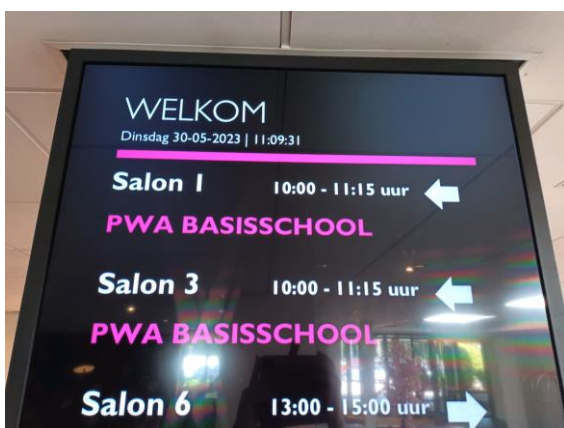 WELKOM
Dinsdag 30-05-2023 | 11:09:31
Salon 1 10:00 - 11:15 uur
PWA BASISSCHOOL
Salon 3 10:00 - 11:15 uur
PWA BASISSCHOOL
Salon 6 13:00 - 15:00 uur